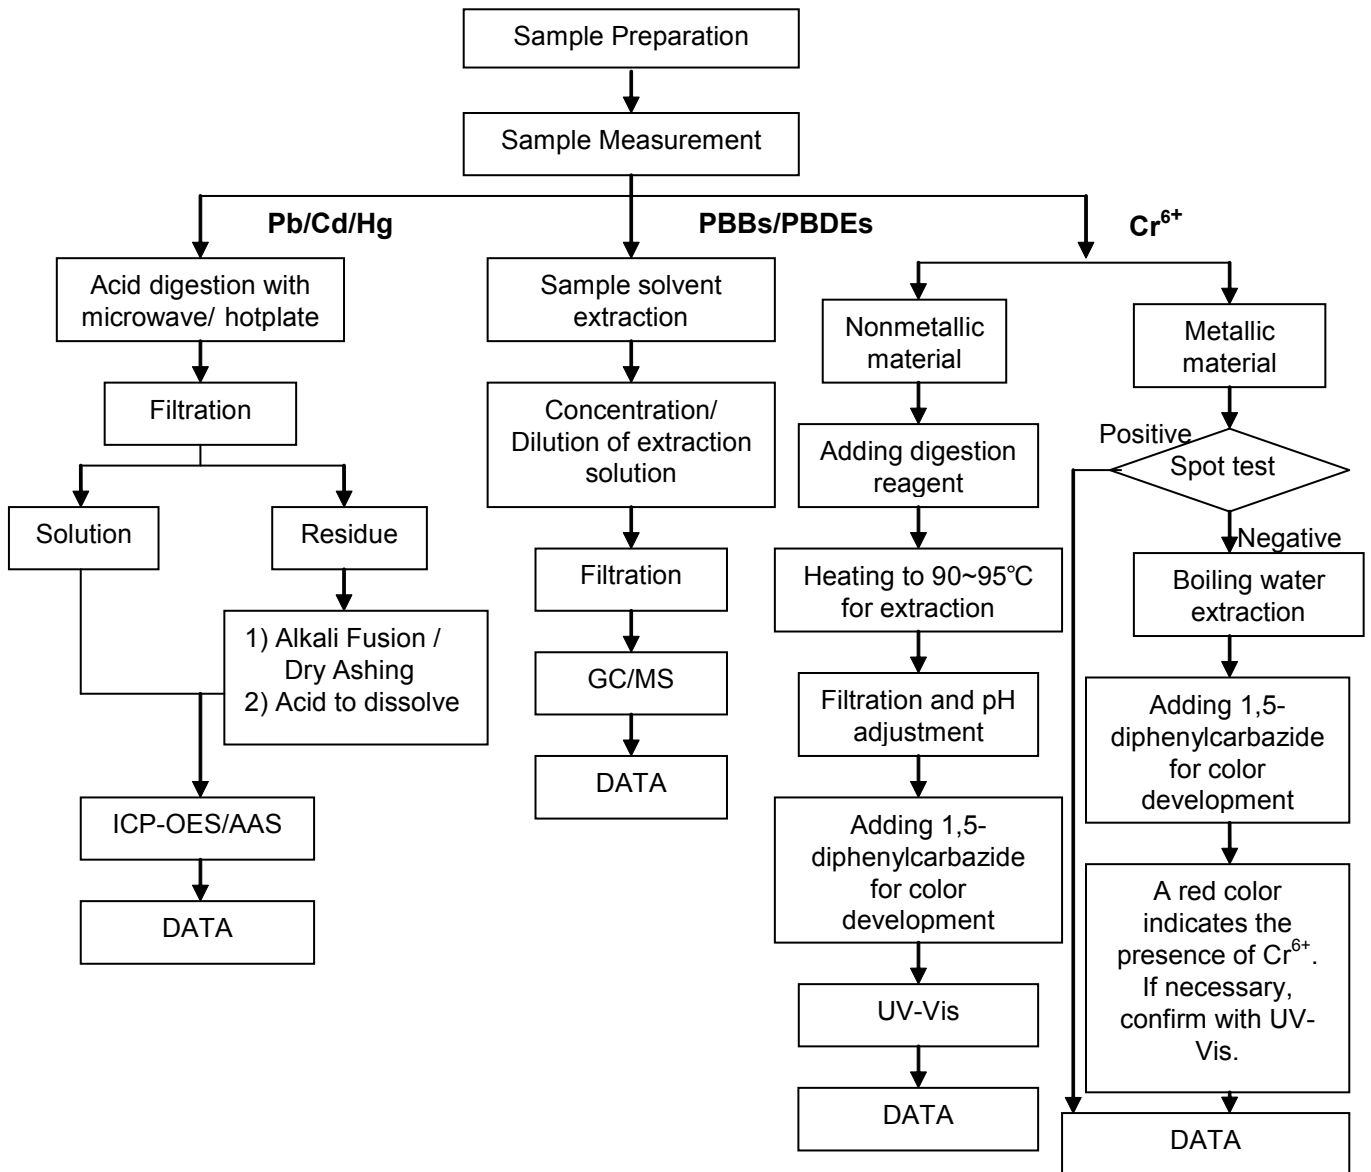 Sample Preparation
Sample Measurement
Pb/Cd/Hg
PBBs/PBDEs
Cr⁶⁺
Acid digestion with
microwave/ hotplate
Filtration
Solution
Residue
1) Alkali Fusion /
Dry Ashing
2) Acid to dissolve
ICP-OES/AAS
DATA
Sample solvent
extraction
Concentration/
Dilution of extraction
solution
Filtration
GC/MS
DATA
Nonmetallic
material
Adding digestion
reagent
Heating to 90~95℃
for extraction
Filtration and pH
adjustment
Adding 1,5-
diphenylcarbazide
for color
development
UV-Vis
DATA
Metallic
material
Positive
Spot test
Negative
Boiling water
extraction
Adding 1,5-
diphenylcarbazide
for color
development
A red color
indicates the
presence of Cr⁶⁺.
If necessary,
confirm with UV-
Vis.
DATA